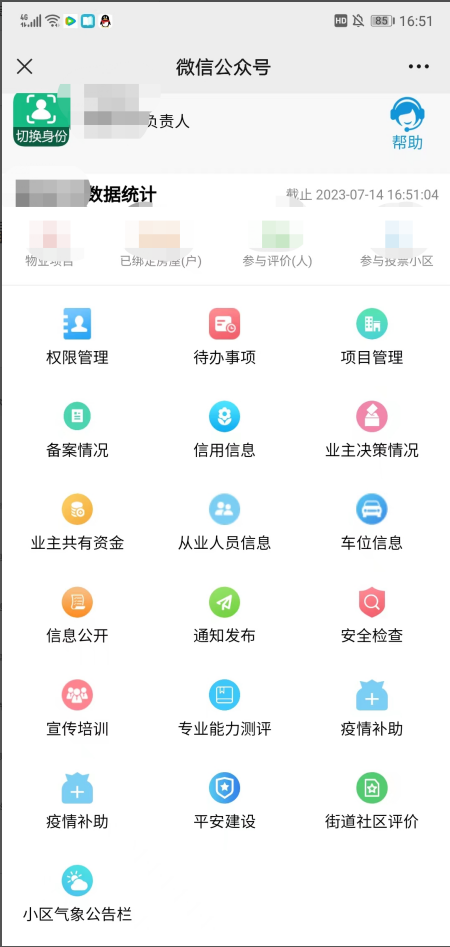 4G HD 85 16:51
微信公众号
切换身份 负责人
帮助
数据统计 截止 2023-07-14 16:51:04
物业项目 已绑定房屋(户) 参与评价(人) 参与投票小区
权限管理 待办事项 项目管理
备案情况 信用信息 业主决策情况
业主共有资金 从业人员信息 车位信息
信息公开 通知发布 安全检查
宣传培训 专业能力测评 疫情补助
疫情补助 平安建设 街道社区评价
小区气象公告栏